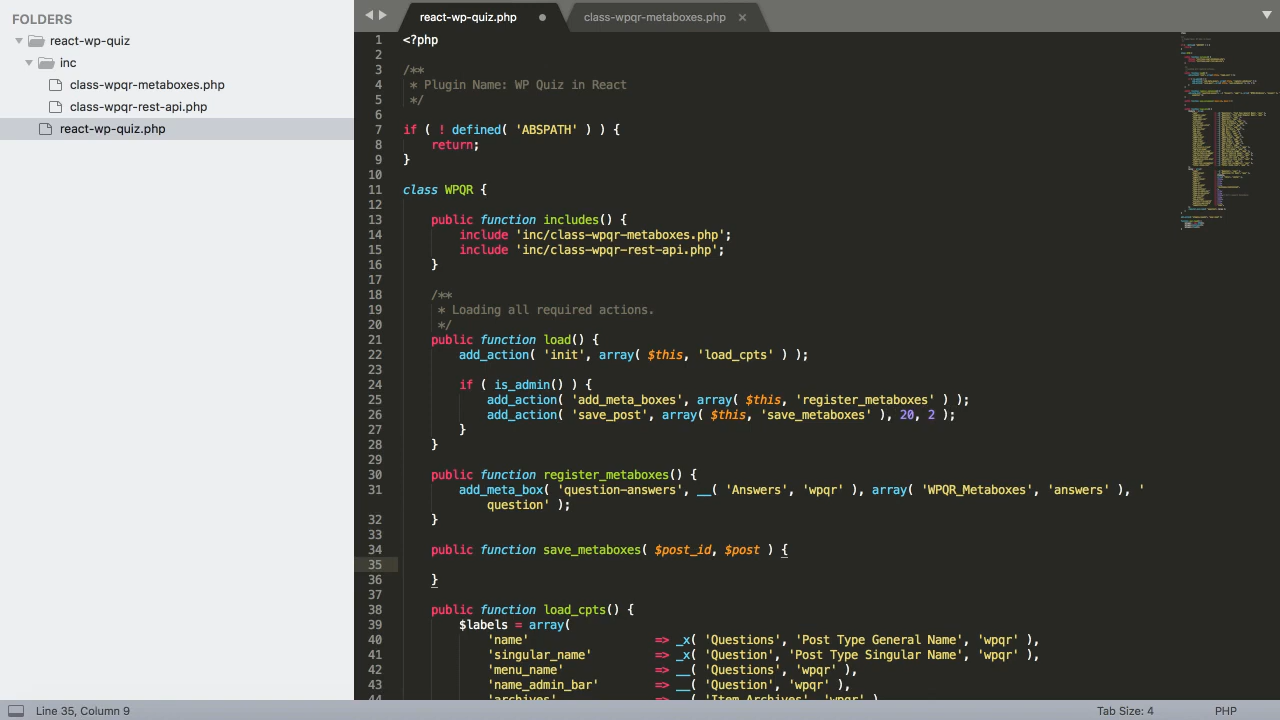 FOLDERS
react-wp-quiz
inc
class-wpqr-metaboxes.php
class-wpqr-rest-api.php
react-wp-quiz.php
react-wp-quiz.php
class-wpqr-metaboxes.php ×
1 <?php
2
3 /**
4  * Plugin Name: WP Quiz in React
5  */
6
7 if ( ! defined( 'ABSPATH' ) ) {
8     return;
9 }
10
11 class WPQR {
12
13     public function includes() {
14         include 'inc/class-wpqr-metaboxes.php';
15         include 'inc/class-wpqr-rest-api.php';
16     }
17
18     /**
19      * Loading all required actions.
20      */
21     public function load() {
22         add_action( 'init', array( $this, 'load_cpts' ) );
23
24         if ( is_admin() ) {
25             add_action( 'add_meta_boxes', array( $this, 'register_metaboxes' ) );
26             add_action( 'save_post', array( $this, 'save_metaboxes' ), 20, 2 );
27         }
28     }
29
30     public function register_metaboxes() {
31         add_meta_box( 'question-answers', __( 'Answers', 'wpqr' ), array( 'WPQR_Metaboxes', 'answers' ), '
question' );
32     }
33
34     public function save_metaboxes( $post_id, $post ) {
35
36     }
37
38     public function load_cpts() {
39         $labels = array(
40             'name' => _x( 'Questions', 'Post Type General Name', 'wpqr' ),
41             'singular_name' => _x( 'Question', 'Post Type Singular Name', 'wpqr' ),
42             'menu_name' => __( 'Questions', 'wpqr' ),
43             'name_admin_bar' => __( 'Question', 'wpqr' ),
44             'archives' => __( 'Item Archives', 'wpqr' ),
Line 35, Column 9
Tab Size: 4
PHP